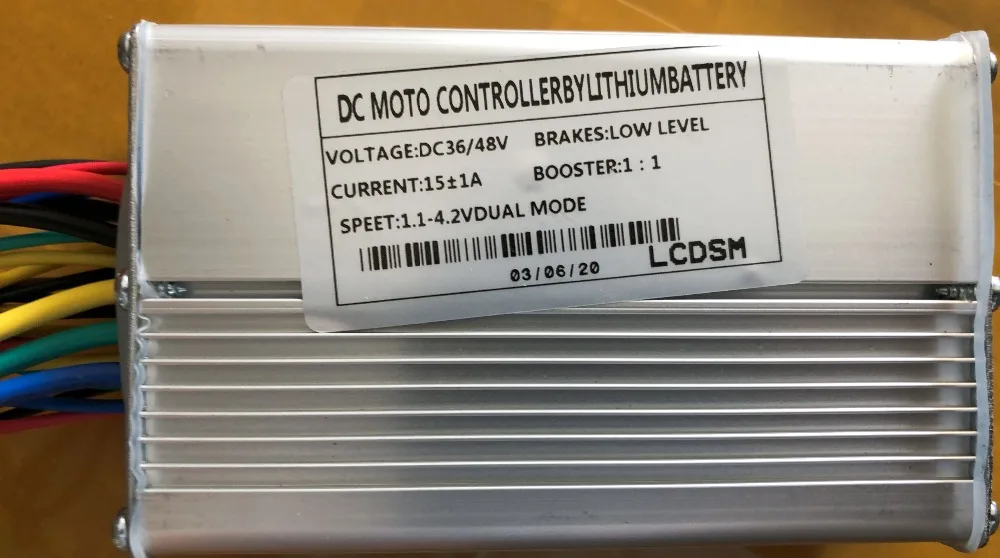 DC MOTO CONTROLLERBYLITHIUMBATTERY
VOLTAGE:DC36/48V BRAKES:LOW LEVEL
CURRENT:15±1A BOOSTER:1：1
SPEET:1.1-4.2VDUAL MODE
03/06/20 LCDSM